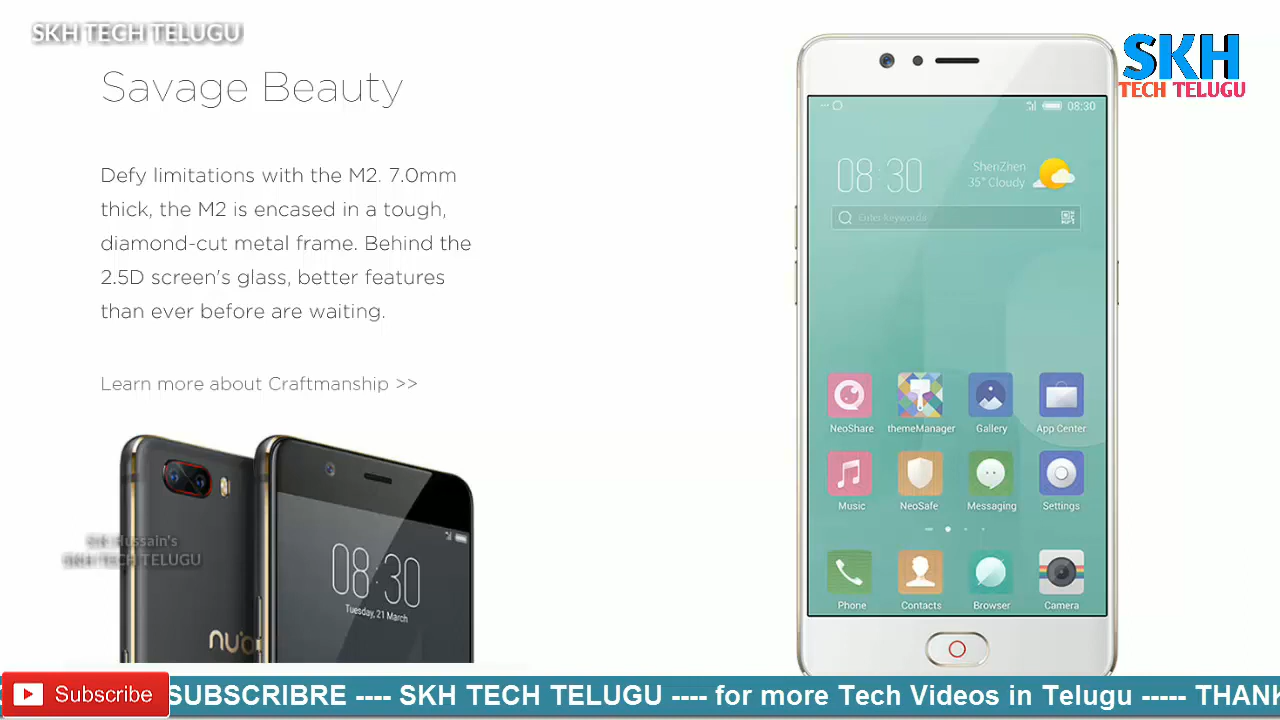 SKH TECH TELUGU
SKH
TECH TELUGU
Savage Beauty
Defy limitations with the M2. 7.0mm
thick, the M2 is encased in a tough,
diamond-cut metal frame. Behind the
2.5D screen's glass, better features
than ever before are waiting.
Learn more about Craftmanship >>
08:30
08:30
ShenZhen
35° Cloudy
Enter Keywords
NeoShare themeManager Gallery App Center
Music NeoSafe Messaging Settings
Phone Contacts Browser Camera
08:30
Tuesday, 21 March
Hussain's
SKH TECH TELUGU
Subscribe
SUBSCRIBRE ---- SKH TECH TELUGU ---- for more Tech Videos in Telugu ----- THANK